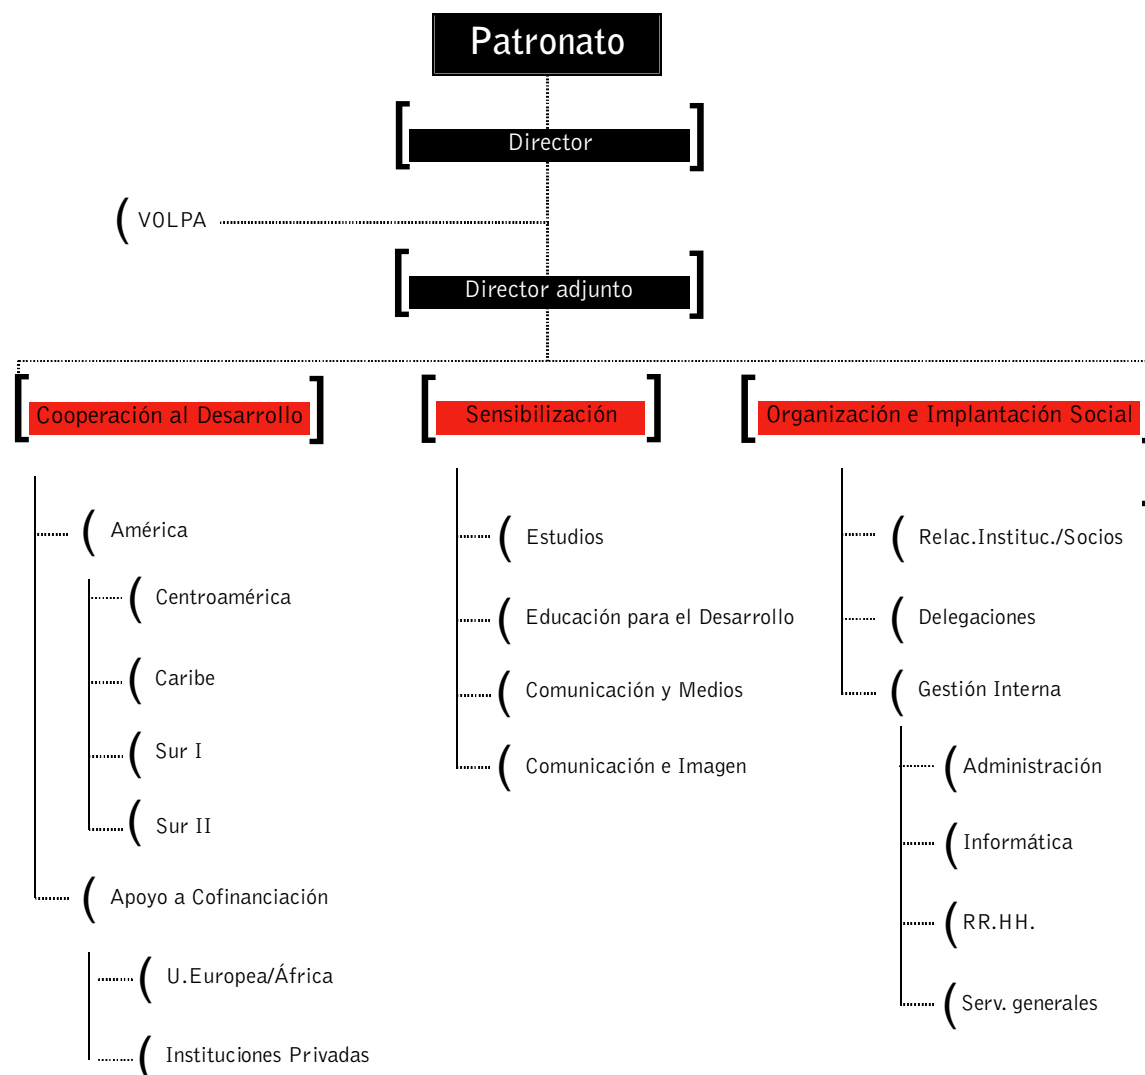 Patronato
Director
VOLPA
Director adjunto
Cooperación al Desarrollo
Sensibilización
Organización e Implantación Social
América
Centroamérica
Caribe
Sur I
Sur II
Apoyo a Cofinanciación
U.Europea/África
Instituciones Privadas
Estudios
Educación para el Desarrollo
Comunicación y Medios
Comunicación e Imagen
Relac.Instituc./Socios
Delegaciones
Gestión Interna
Administración
Informática
RR.HH.
Serv. generales